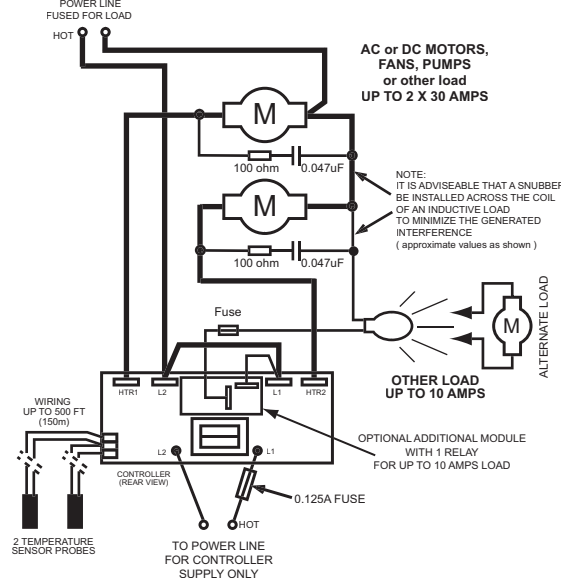 POWER LINE
FUSED FOR LOAD
HOT
AC or DC MOTORS,
FANS, PUMPS
or other load
UP TO 2 X 30 AMPS
M
100 ohm
0.047uF
NOTE:
IT IS ADVISEABLE THAT A SNUBBER
BE INSTALLED ACROSS THE COIL
OF AN INDUCTIVE LOAD
TO MINIMIZE THE GENERATED
INTERFERENCE
( approximate values as shown )
M
100 ohm
0.047uF
Fuse
M
ALTERNATE LOAD
OTHER LOAD
UP TO 10 AMPS
HTR1
L2
L1
HTR2
WIRING
UP TO 500 FT
(150m)
OPTIONAL ADDITIONAL MODULE
WITH 1 RELAY
FOR UP TO 10 AMPS LOAD
L2
L1
CONTROLLER
(REAR VIEW)
0.125A FUSE
HOT
2 TEMPERATURE
SENSOR PROBES
TO POWER LINE
FOR CONTROLLER
SUPPLY ONLY